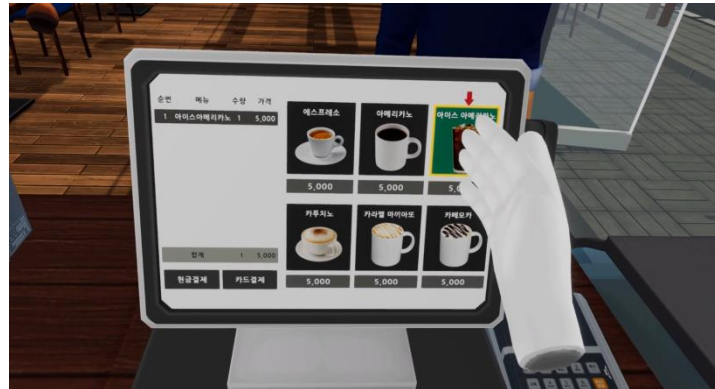 순번 메뉴 수량 가격
1 아이스아메리카노 1 5,000
합계 1 5,000
현금결제 카드결제
에스프레소 아메리카노 아이스 아메리카노
5,000 5,000
카푸치노 카라멜 마끼아또 카페모카
5,000 5,000 5,000